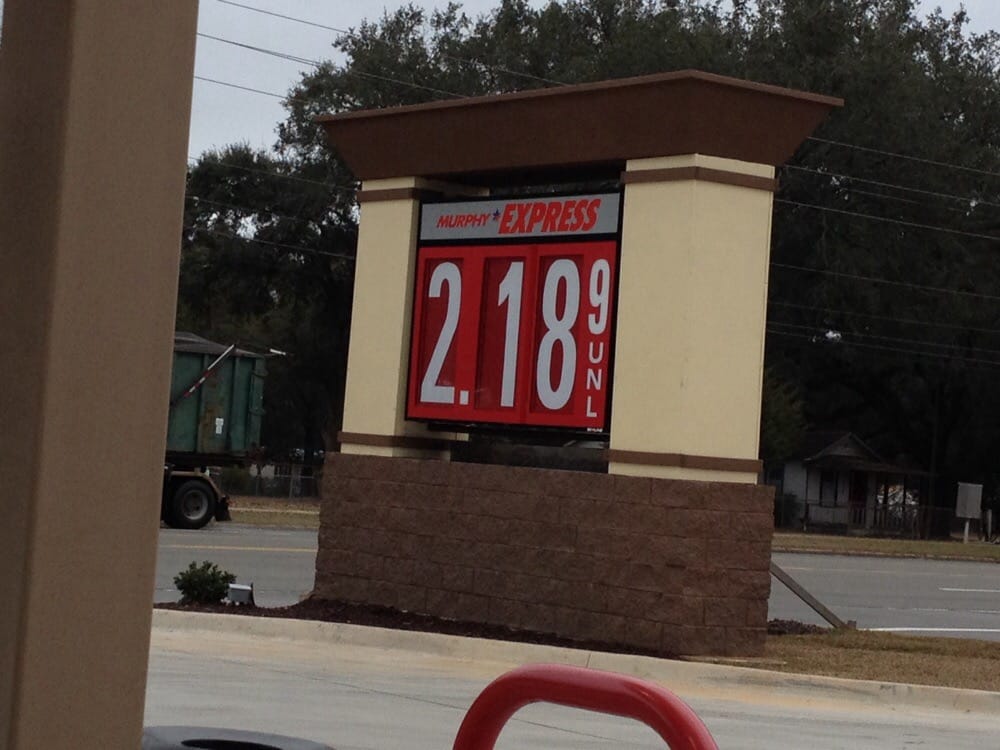 MURPHY EXPRESS
2.18 9
UNL